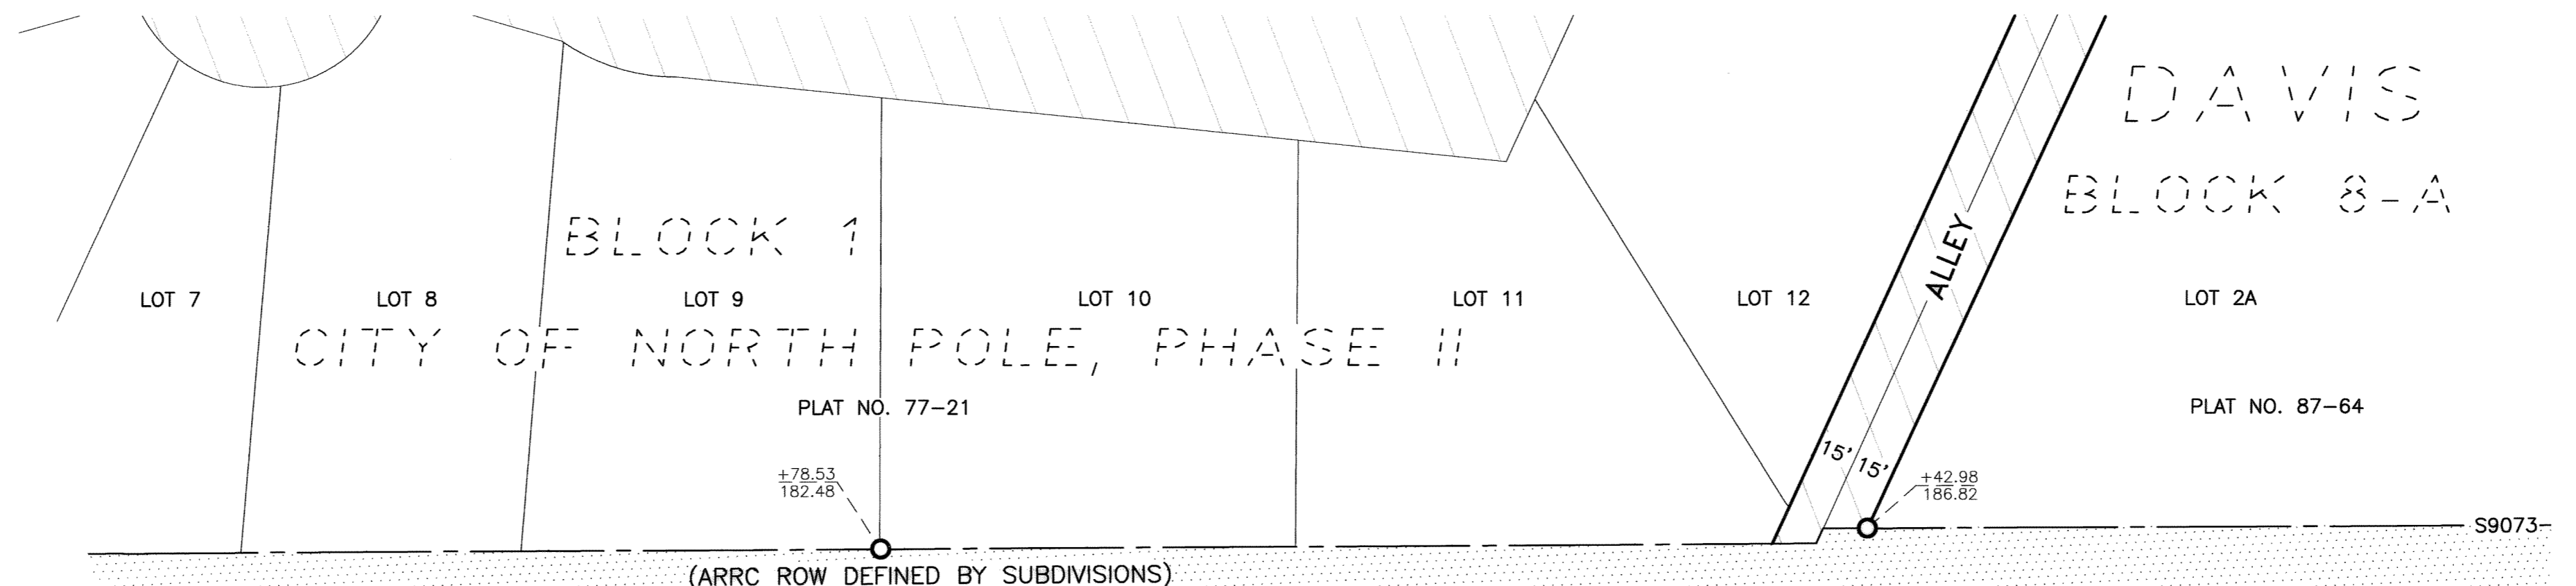 DAVIS
BLOCK 8-A
BLOCK 1
ALLEY
LOT 7
LOT 8
LOT 9
LOT 10
LOT 11
LOT 12
LOT 2A
CITY OF NORTH POLE, PHASE II
PLAT NO. 77-21
PLAT NO. 87-64
15' 15'
+78.53
182.48
+42.98
186.82
S9073
(ARRC ROW DEFINED BY SUBDIVISIONS)